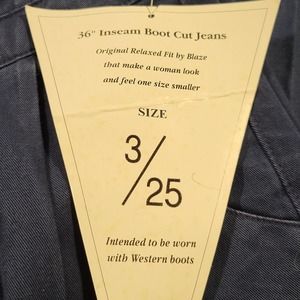 36" Inseam Boot Cut Jeans
Original Relaxed Fit by Blaze
that make a woman look
and feel one size smaller
SIZE
3/25
Intended to be worn
with Western boots